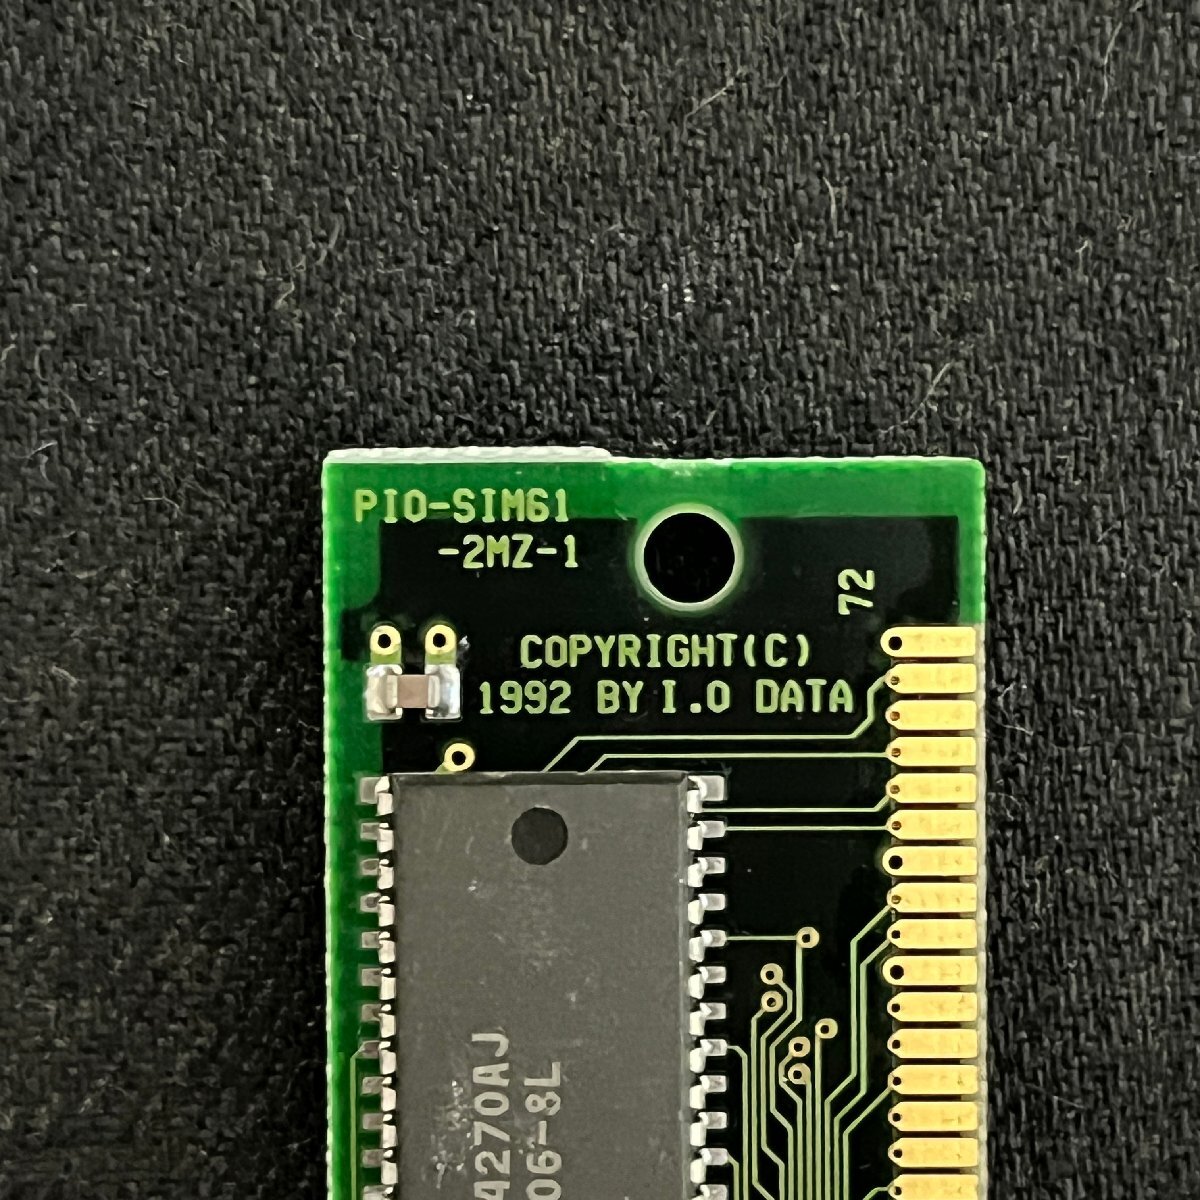 PIO-SIM61
-2MZ-1
72
COPYRIGHT(C)
1992 BY I.O DATA
4270AJ
06-8L